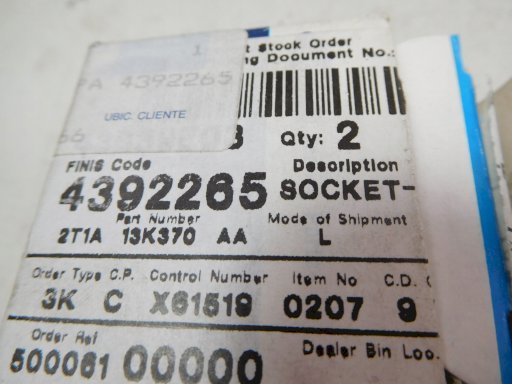 1
t Stock Order
ng Document No.:
PA 4392265
UBIC. CLIENTE
66
Qty: 2
FINIS Code Description
4392265 SOCKET-
Part Number Mode of Shipment
2T1A 13K370 AA L
Order Type C.P. Control Number Item No C.D.
3K C X61519 0207 9
Order Ref Dealer Bin Loc.
500061 00000